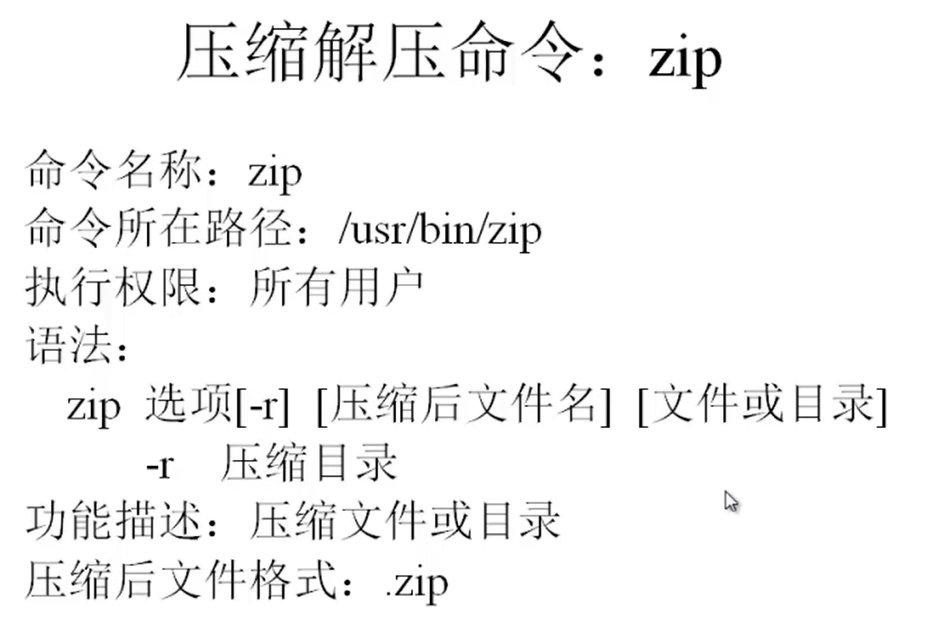 压缩解压命令：zip
命令名称：zip
命令所在路径：/usr/bin/zip
执行权限：所有用户
语法：
zip 选项[-r] [压缩后文件名] [文件或目录]
-r 压缩目录
功能描述：压缩文件或目录
压缩后文件格式：.zip